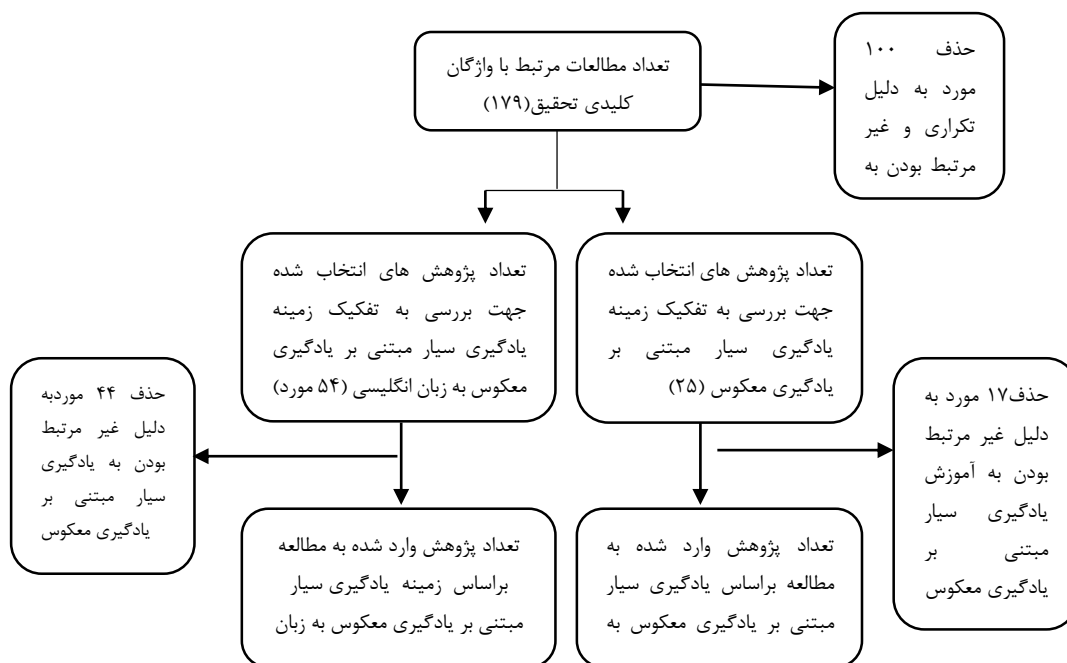 تعداد مطالعات مرتبط با واژگان
کلیدی تحقیق(۱۷۹)
حذف ۱۰۰
مورد به دلیل
تکراری و غیر
مرتبط بودن به
تعداد پژوهش های انتخاب شده
جهت بررسی به تفکیک زمینه
یادگیری سیار مبتنی بر
یادگیری معکوس (۲۵)
تعداد پژوهش های انتخاب شده
جهت بررسی به تفکیک زمینه
یادگیری سیار مبتنی بر یادگیری
معکوس به زبان انگلیسی (۵۴ مورد)
حذف۱۷ مورد به
دلیل غیر مرتبط
بودن به آموزش
یادگیری سیار
مبتنی بر
یادگیری معکوس
حذف ۴۴ موردبه
دلیل غیر مرتبط
بودن به یادگیری
سیار مبتنی بر
یادگیری معکوس
تعداد پژوهش وارد شده به
مطالعه براساس یادگیری سیار
مبتنی بر یادگیری معکوس به
تعداد پژوهش وارد شده به مطالعه
براساس زمینه یادگیری سیار
مبتنی بر یادگیری معکوس به زبان